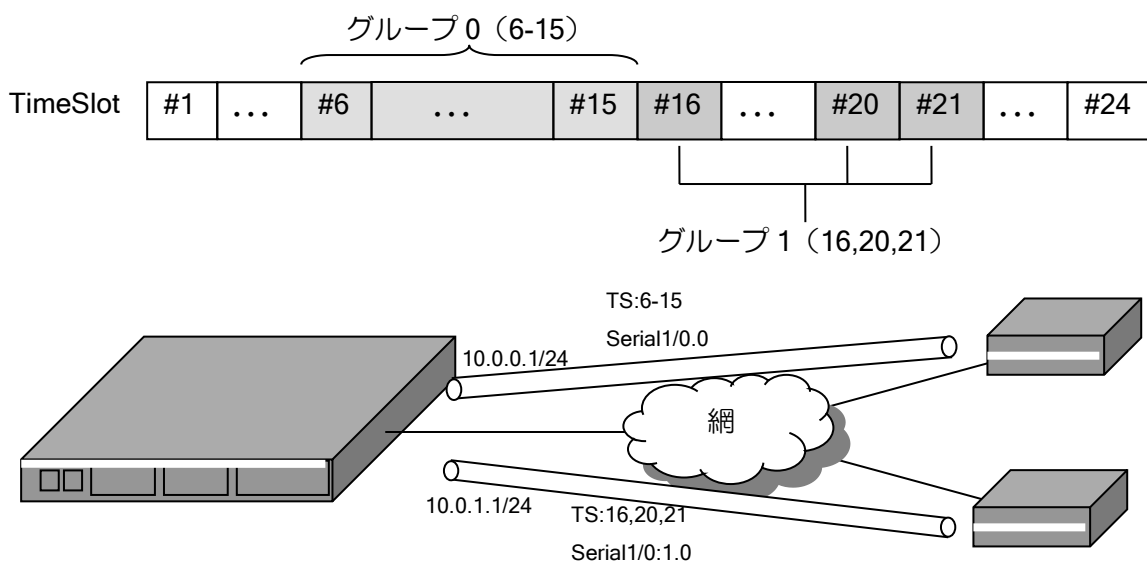 グループ 0（6-15）
TimeSlot #1 ... #6 ... #15 #16 ... #20 #21 ... #24
グループ 1（16,20,21）
TS:6-15
Serial1/0.0
10.0.0.1/24
網
10.0.1.1/24
TS:16,20,21
Serial1/0:1.0